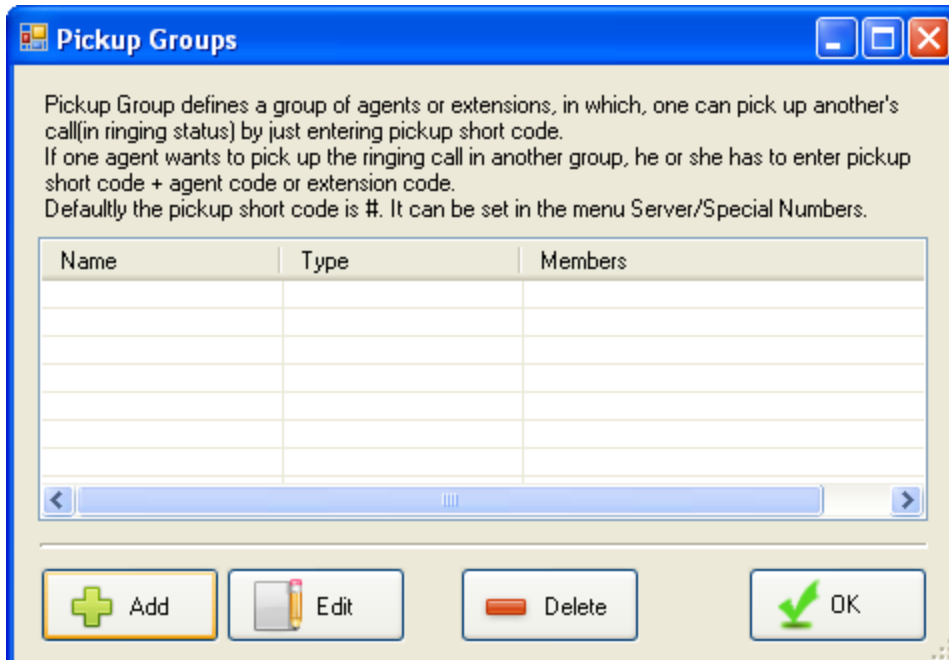 Pickup Groups
Pickup Group defines a group of agents or extensions, in which, one can pick up another's
call(in ringing status) by just entering pickup short code.
If one agent wants to pick up the ringing call in another group, he or she has to enter pickup
short code + agent code or extension code.
Defaultly the pickup short code is #. It can be set in the menu Server/Special Numbers.
Name Type Members
Add Edit Delete OK